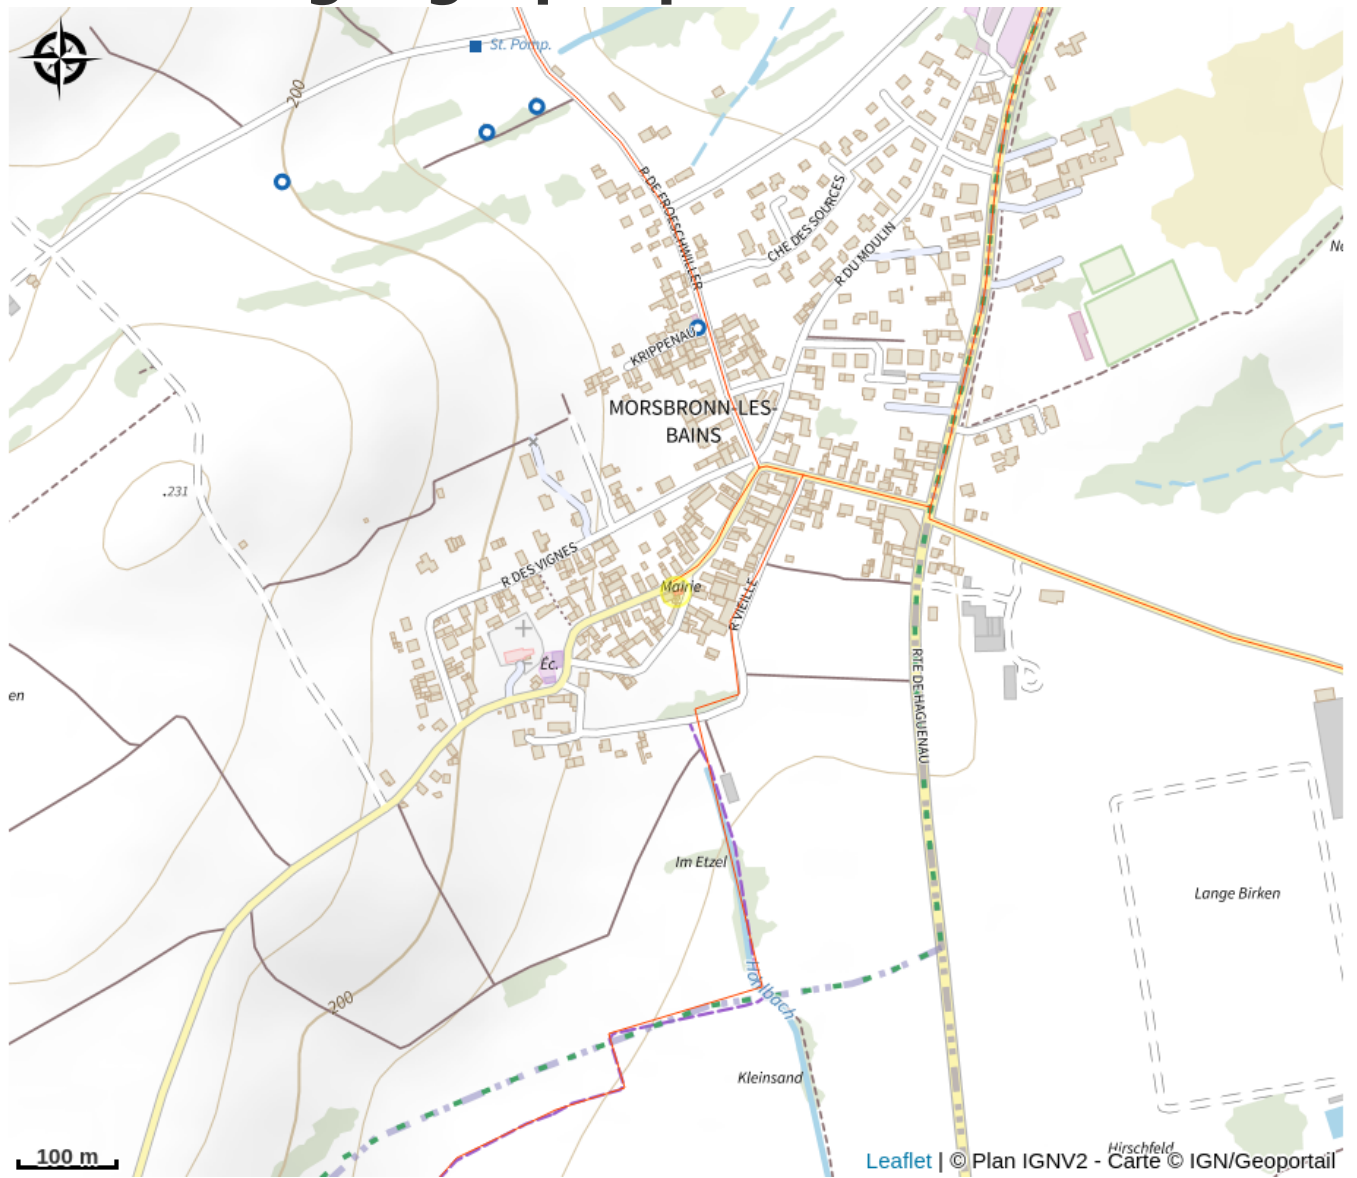 St. Pomp.
200
R DE FROESCHWILLER
CHE DES SOURCES
R DU MOULIN
KRIPPENAU
MORSBRONN-LES-
BAINS
.231
R DES VIGNES
Mairie
R VIEILLE
Éc.
en
RTE DE HAGUENAU
Im Etzel
Lange Birken
200
Kleinsand
Hirschfeld
100 m
Leaflet | © Plan IGNV2 - Carte © IGN/Geoportail